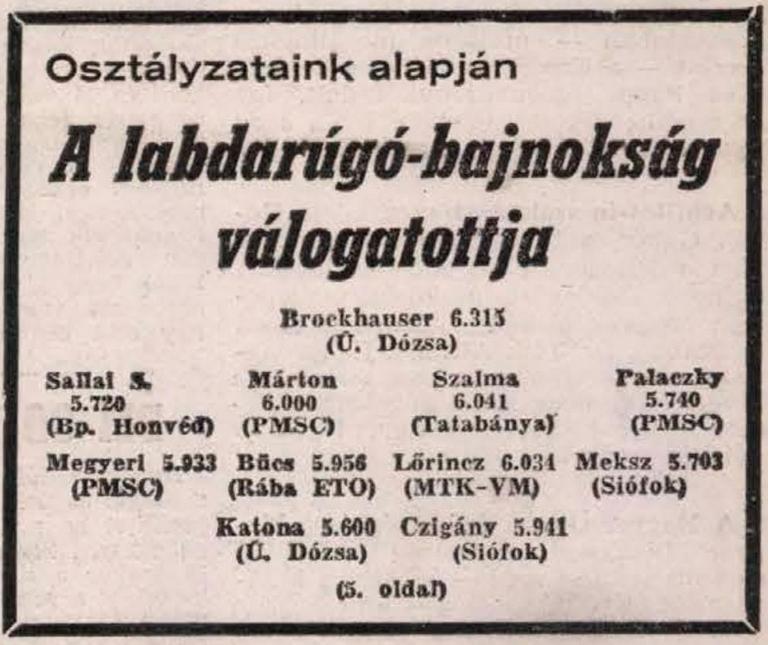 Osztályzataink alapján
A labdarúgó-bajnokság
válogatottja
Brockhauser 6.315
(Ú. Dózsa)
Sallai S. Márton Szalma Palaczky
5.720 6.000 6.041 5.740
(Bp. Honvéd) (PMSC) (Tatabánya) (PMSC)
Megyeri 5.933 Bücs 5.956 Lőrincz 6.034 Meksz 5.703
(PMSC) (Rába ETO) (MTK-VM) (Siófok)
Katona 5.600 Czigány 5.941
(Ú. Dózsa) (Siófok)
(5. oldal)